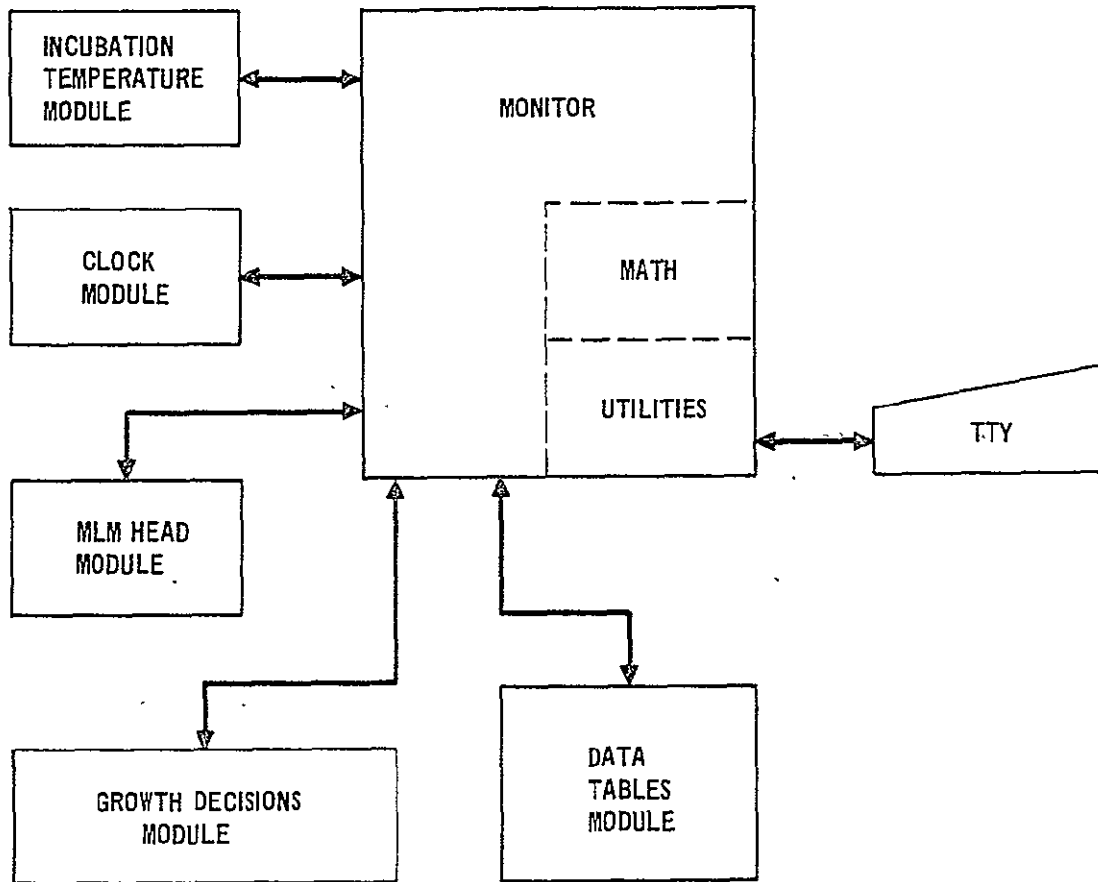 INCUBATION
TEMPERATURE
MODULE
MONITOR
CLOCK
MODULE
MATH
UTILITIES
TTY
MLM HEAD
MODULE
GROWTH DECISIONS
MODULE
DATA
TABLES
MODULE